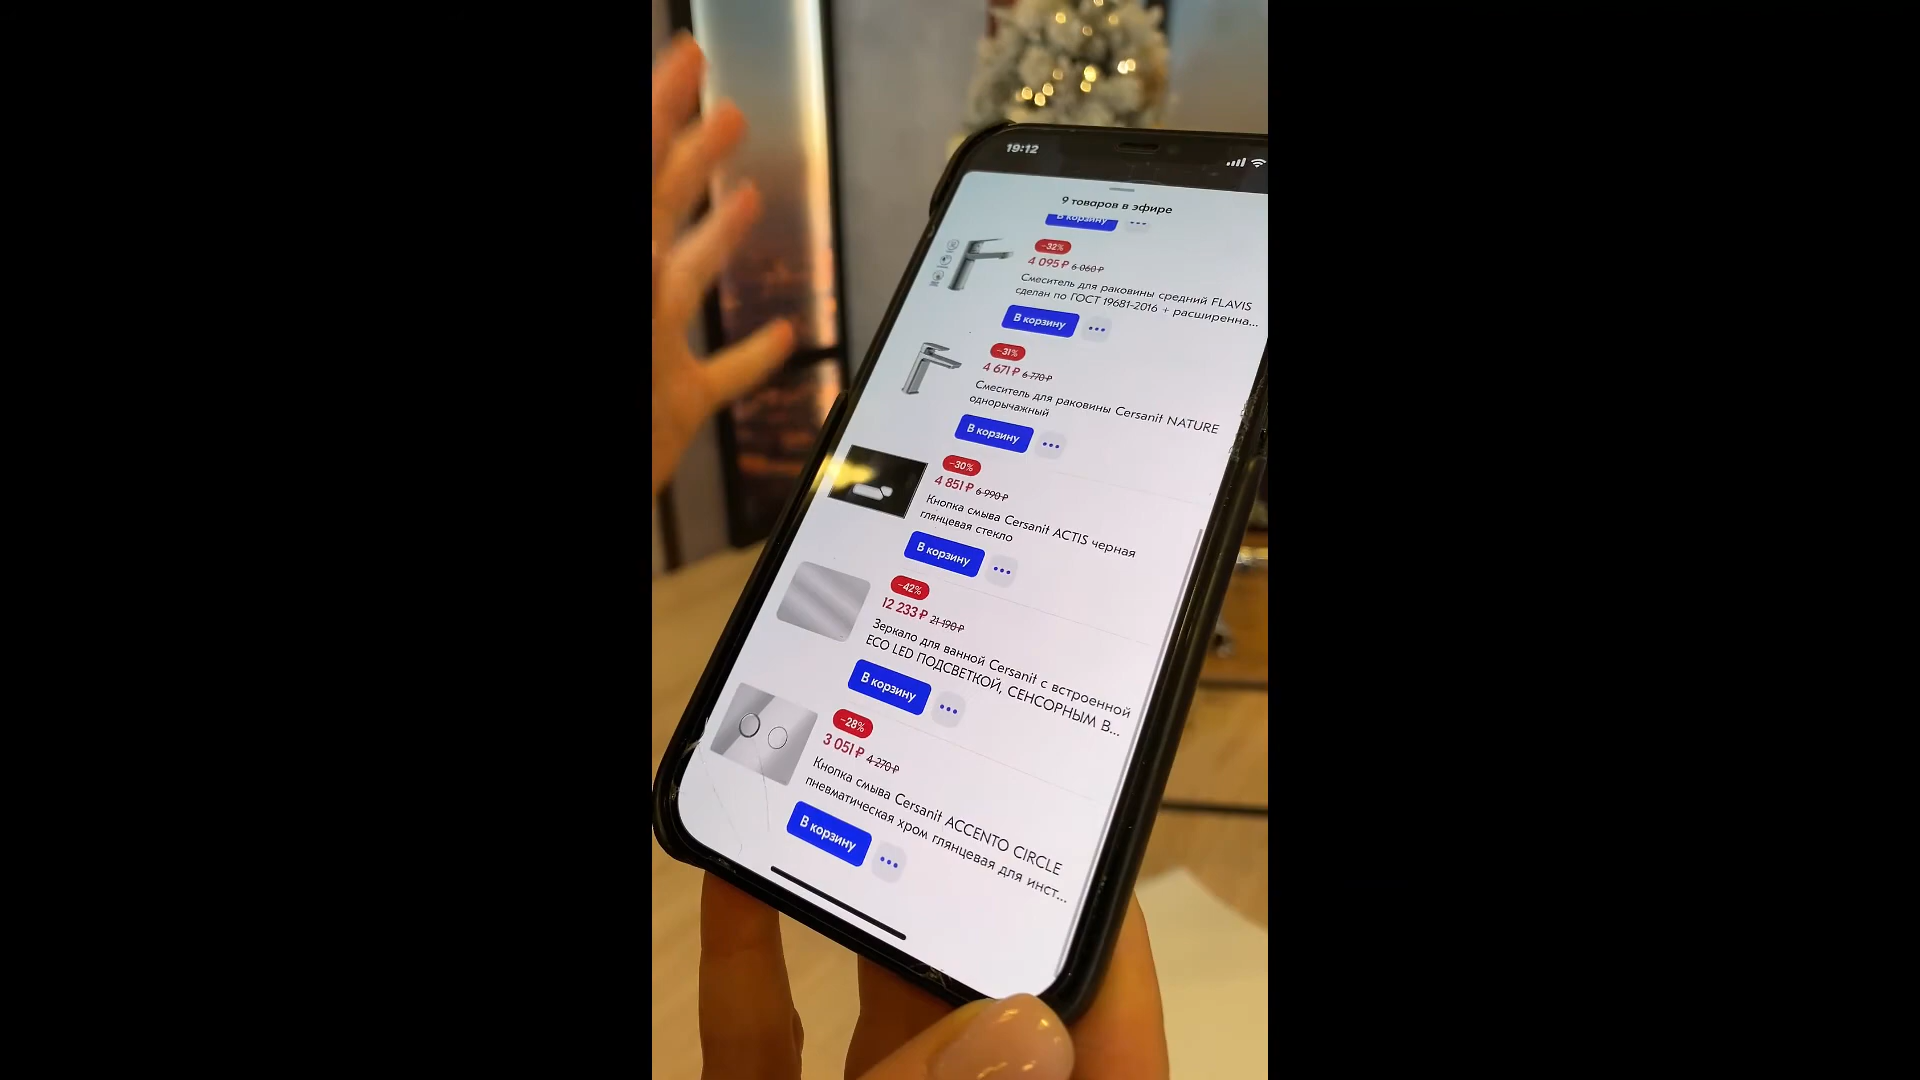 19:12
9 товаров в эфире
В корзину
-32%
4 095 ₽ 6 060 ₽
Смеситель для раковины средний FLAVIS
сделан по ГОСТ 19681-2016 + расширенна...
В корзину
-31%
4 671 ₽ 6 770 ₽
Смеситель для раковины Cersanit NATURE
однорычажный
В корзину
-30%
4 851 ₽ 6 990 ₽
Кнопка смыва Cersanit ACTIS черная
глянцевая стекло
В корзину
-42%
12 233 ₽ 21 190 ₽
Зеркало для ванной Cersanit с встроенной
ECO LED ПОДСВЕТКОЙ, СЕНСОРНЫМ В...
В корзину
-28%
3 051 ₽ 4 270 ₽
Кнопка смыва Cersanit ACCENTO CIRCLE
пневматическая хром глянцевая для инст...
В корзину